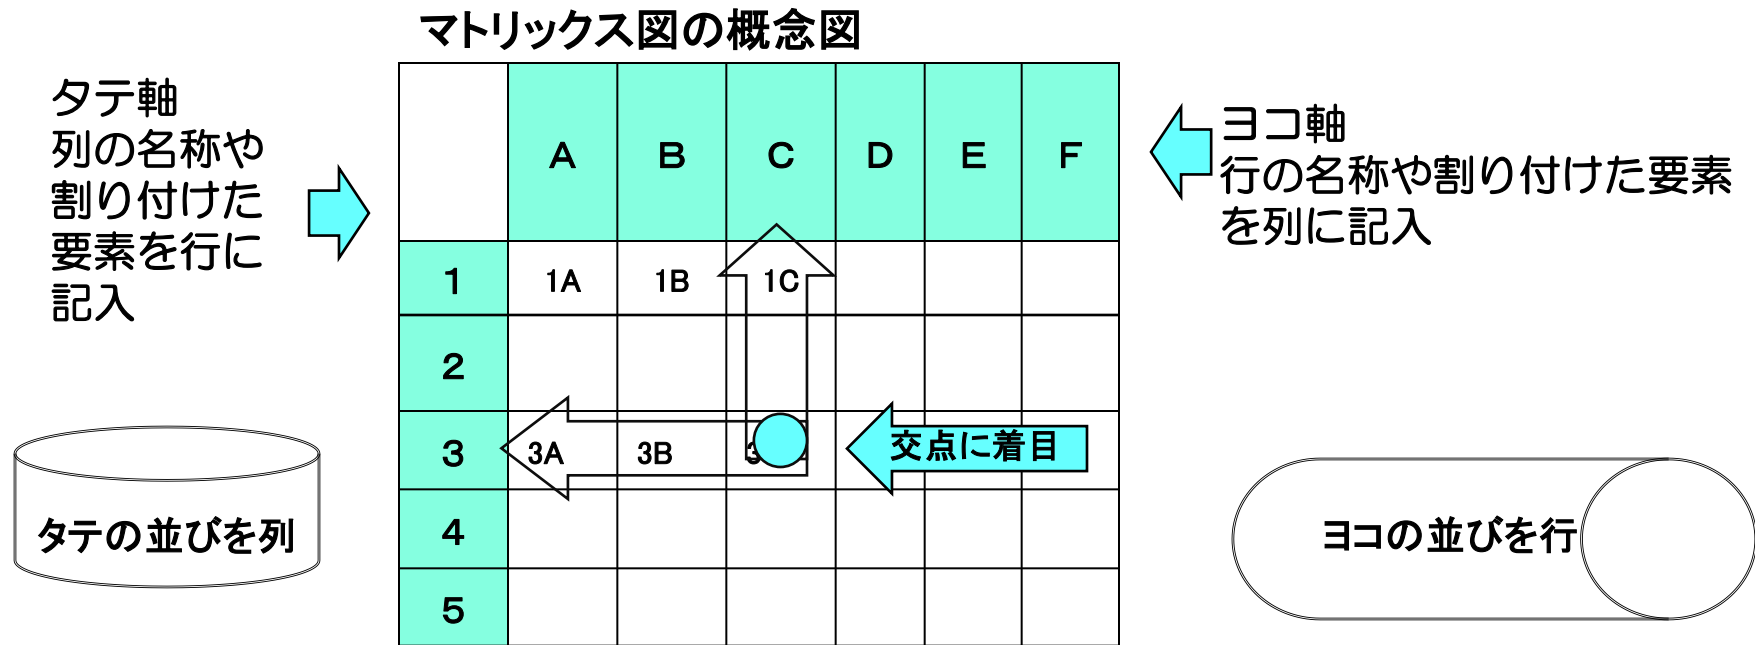 マトリックス図の概念図
タテ軸
列の名称や
割り付けた
要素を行に
記入
A B C D E F
ヨコ軸
行の名称や割り付けた要素
を列に記入
1 1A 1B 1C
2
3 3A 3B 3
交点に着目
4
5
タテの並びを列
ヨコの並びを行